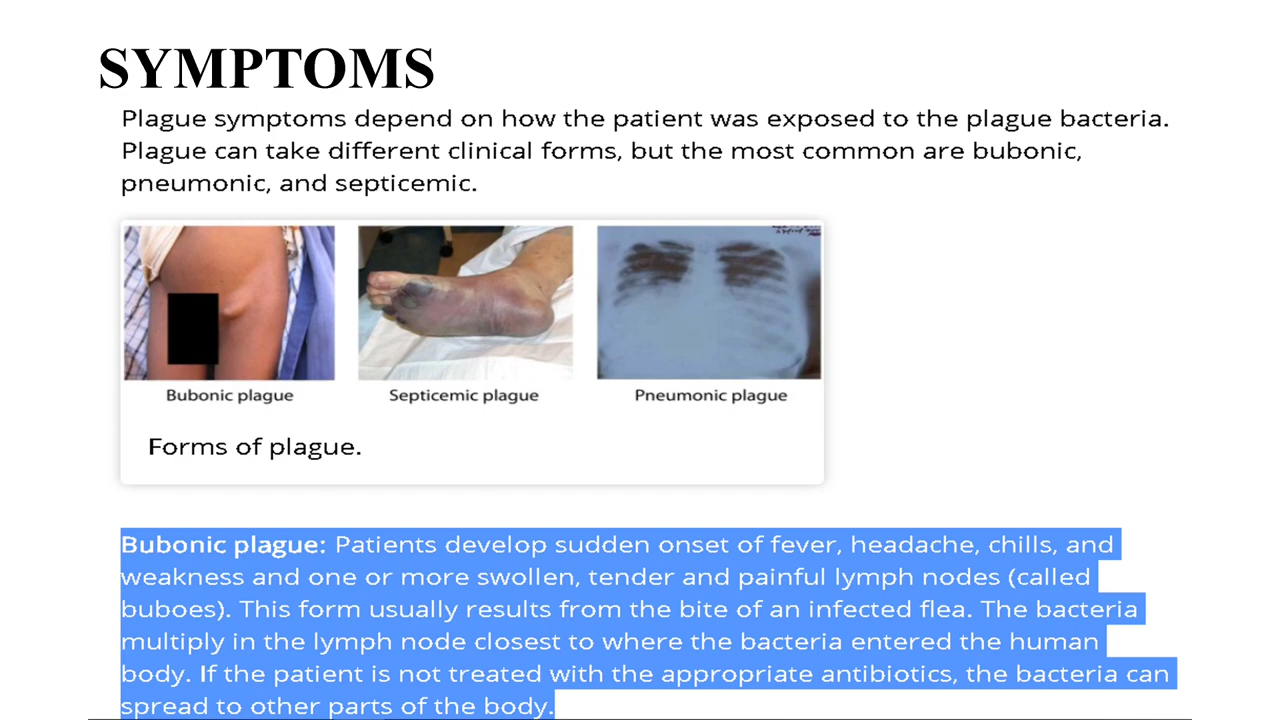 SYMPTOMS
Plague symptoms depend on how the patient was exposed to the plague bacteria.
Plague can take different clinical forms, but the most common are bubonic,
pneumonic, and septicemic.
Bubonic plague
Septicemic plague
Pneumonic plague
Forms of plague.
Bubonic plague: Patients develop sudden onset of fever, headache, chills, and
weakness and one or more swollen, tender and painful lymph nodes (called
buboes). This form usually results from the bite of an infected flea. The bacteria
multiply in the lymph node closest to where the bacteria entered the human
body. If the patient is not treated with the appropriate antibiotics, the bacteria can
spread to other parts of the body.